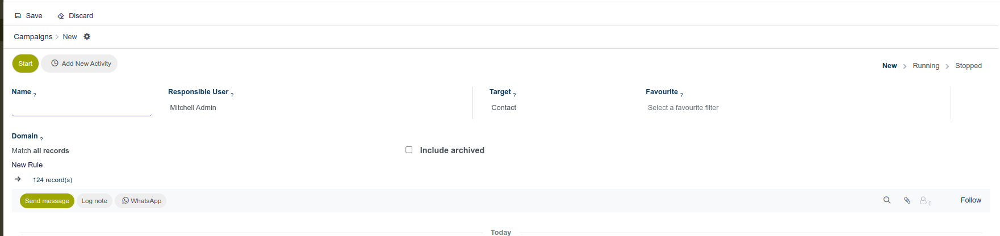 Save Discard
Campaigns > New
Start Add New Activity
New > Running > Stopped
Name ? Responsible User ? Target ? Favourite ?
Mitchell Admin Contact Select a favourite filter
Domain ?
Match all records Include archived
New Rule
124 record(s)
Send message Log note WhatsApp 0 Follow
Today